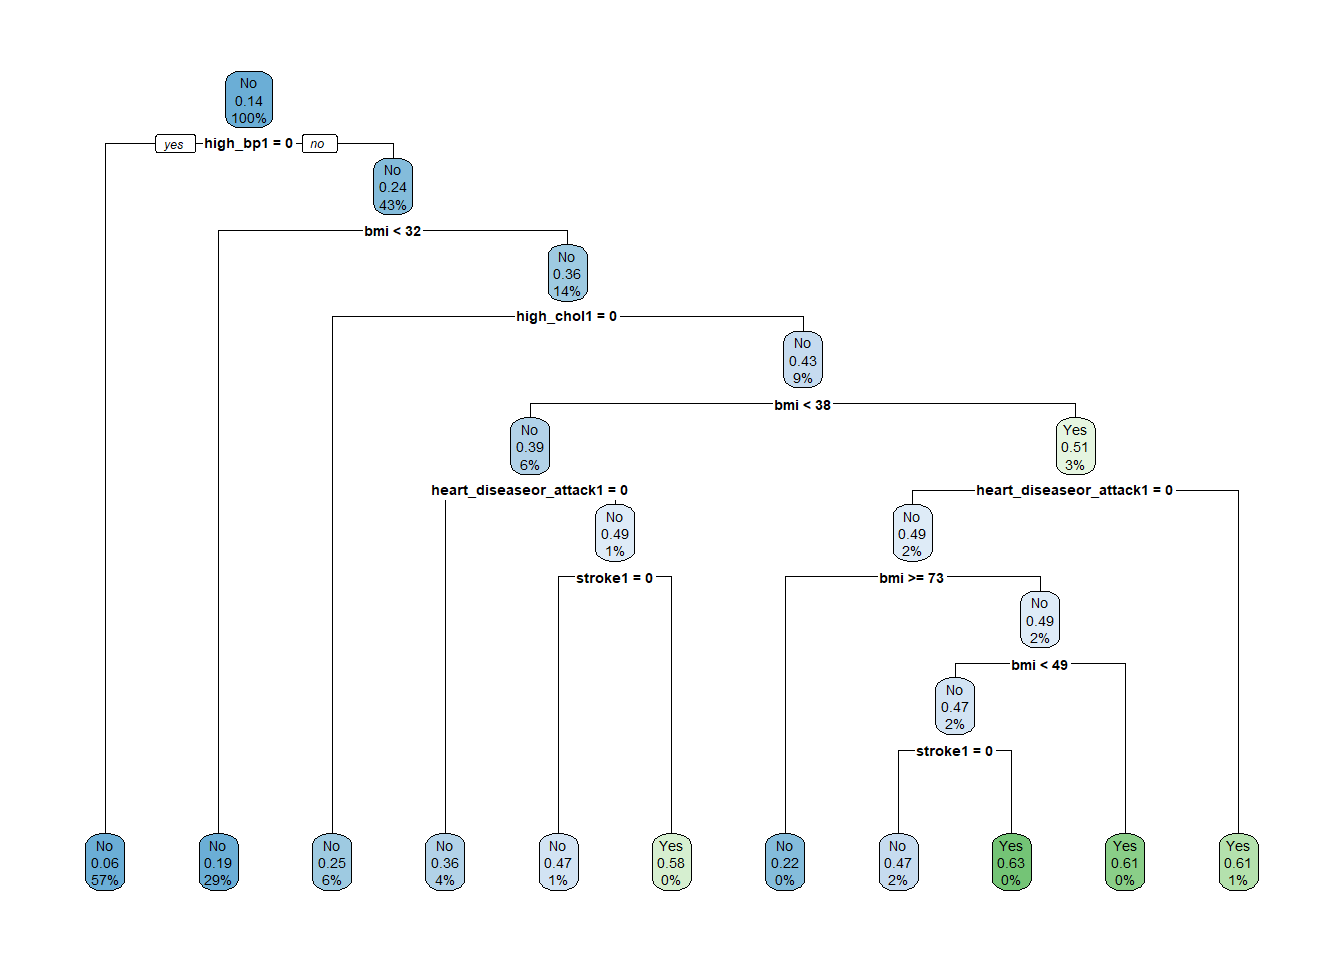 No
0.14
100%
yes
high_bp1 = 0
no
No
0.24
43%
bmi < 32
No
0.36
14%
high_chol1 = 0
No
0.43
9%
bmi < 38
No
0.39
6%
Yes
0.51
3%
heart_diseaseor_attack1 = 0
heart_diseaseor_attack1 = 0
No
0.49
1%
No
0.49
2%
stroke1 = 0
bmi >= 73
No
0.49
2%
bmi < 49
No
0.47
2%
stroke1 = 0
No
0.06
57%
No
0.19
29%
No
0.25
6%
No
0.36
4%
No
0.47
1%
Yes
0.58
0%
No
0.22
0%
No
0.47
2%
Yes
0.63
0%
Yes
0.61
0%
Yes
0.61
1%